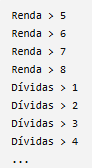 Renda > 5
Renda > 6
Renda > 7
Renda > 8
Dívidas > 1
Dívidas > 2
Dívidas > 3
Dívidas > 4
...